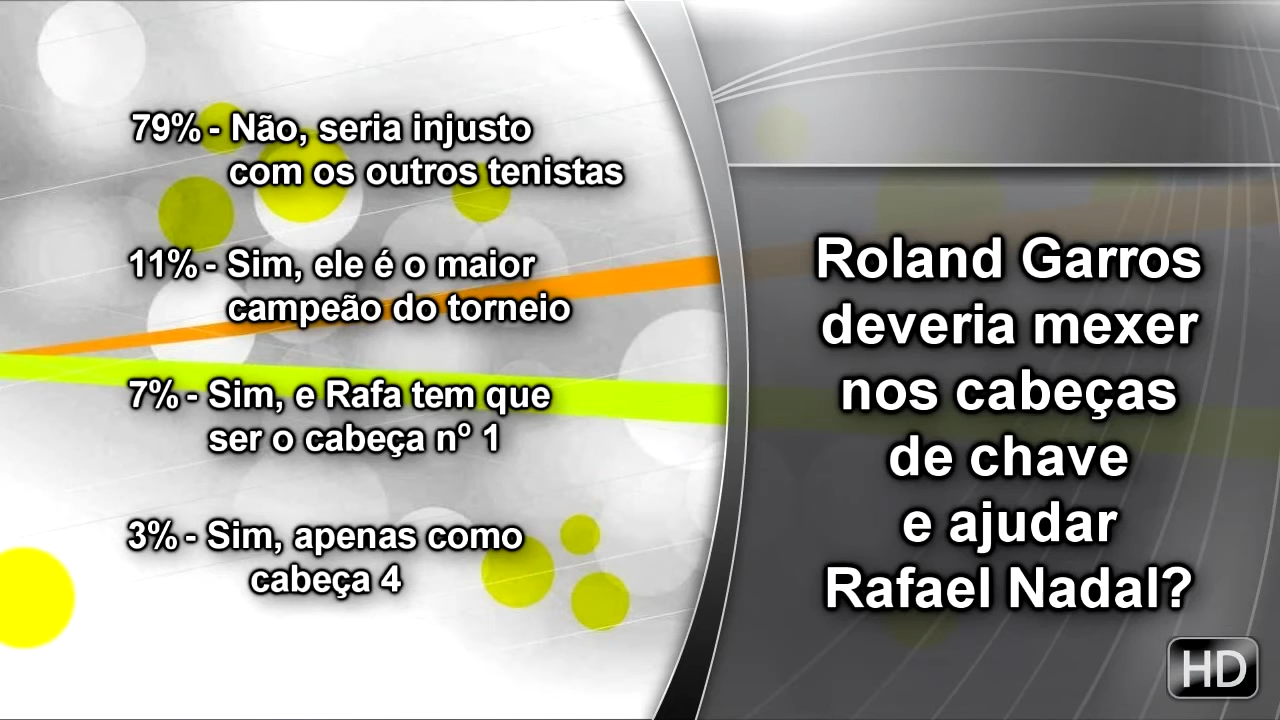 79% - Não, seria injusto
com os outros tenistas
11% - Sim, ele é o maior
campeão do torneio
7% - Sim, e Rafa tem que
ser o cabeça nº 1
3% - Sim, apenas como
cabeça 4
Roland Garros
deveria mexer
nos cabeças
de chave
e ajudar
Rafael Nadal?
HD